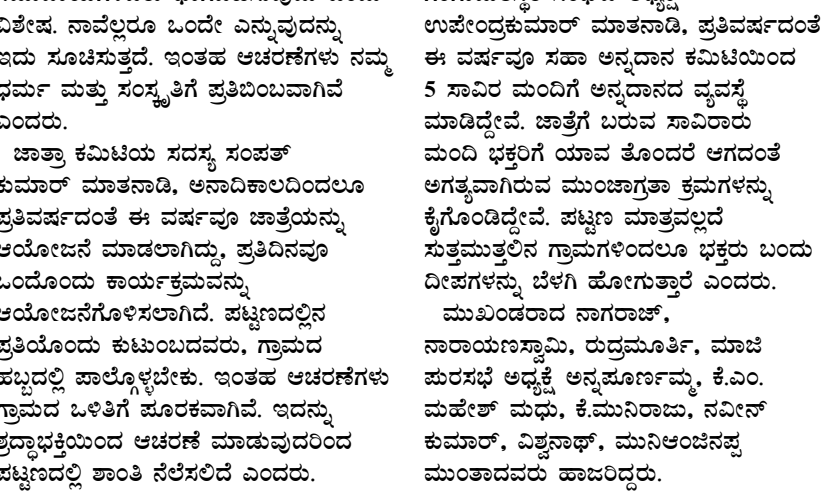 ವಿಶೇಷ. ನಾವೆಲ್ಲರೂ ಒಂದೇ ಎನ್ನುವುದನ್ನು
ಇದು ಸೂಚಿಸುತ್ತದೆ. ಇಂತಹ ಆಚರಣೆಗಳು ನಮ್ಮ
ಧರ್ಮ ಮತ್ತು ಸಂಸ್ಕೃತಿಗೆ ಪ್ರತಿಬಿಂಬವಾಗಿವೆ
ಎಂದರು.
ಜಾತ್ರಾ ಕಮಿಟಿಯ ಸದಸ್ಯ ಸಂಪತ್
ಕುಮಾರ್ ಮಾತನಾಡಿ, ಅನಾದಿಕಾಲದಿಂದಲೂ
ಪ್ರತಿವರ್ಷದಂತೆ ಈ ವರ್ಷವೂ ಜಾತ್ರೆಯನ್ನು
ಆಯೋಜನೆ ಮಾಡಲಾಗಿದ್ದು, ಪ್ರತಿದಿನವೂ
ಒಂದೊಂದು ಕಾರ್ಯಕ್ರಮವನ್ನು
ಆಯೋಜನೆಗೊಳಿಸಲಾಗಿದೆ. ಪಟ್ಟಣದಲ್ಲಿನ
ಪ್ರತಿಯೊಂದು ಕುಟುಂಬದವರು, ಗ್ರಾಮದ
ಹಬ್ಬದಲ್ಲಿ ಪಾಲ್ಗೊಳ್ಳಬೇಕು. ಇಂತಹ ಆಚರಣೆಗಳು
ಗ್ರಾಮದ ಒಳಿತಿಗೆ ಪೂರಕವಾಗಿವೆ. ಇದನ್ನು
ಶ್ರದ್ಧಾಭಕ್ತಿಯಿಂದ ಆಚರಣೆ ಮಾಡುವುದರಿಂದ
ಪಟ್ಟಣದಲ್ಲಿ ಶಾಂತಿ ನೆಲೆಸಲಿದೆ ಎಂದರು.
ಉಪೇಂದ್ರಕುಮಾರ್ ಮಾತನಾಡಿ, ಪ್ರತಿವರ್ಷದಂತೆ
ಈ ವರ್ಷವೂ ಸಹಾ ಅನ್ನದಾನ ಕಮಿಟಿಯಿಂದ
5 ಸಾವಿರ ಮಂದಿಗೆ ಅನ್ನದಾನದ ವ್ಯವಸ್ಥೆ
ಮಾಡಿದ್ದೇವೆ. ಜಾತ್ರೆಗೆ ಬರುವ ಸಾವಿರಾರು
ಮಂದಿ ಭಕ್ತರಿಗೆ ಯಾವ ತೊಂದರೆ ಆಗದಂತೆ
ಅಗತ್ಯವಾಗಿರುವ ಮುಂಜಾಗ್ರತಾ ಕ್ರಮಗಳನ್ನು
ಕೈಗೊಂಡಿದ್ದೇವೆ. ಪಟ್ಟಣ ಮಾತ್ರವಲ್ಲದೆ
ಸುತ್ತಮುತ್ತಲಿನ ಗ್ರಾಮಗಳಿಂದಲೂ ಭಕ್ತರು ಬಂದು
ದೀಪಗಳನ್ನು ಬೆಳಗಿ ಹೋಗುತ್ತಾರೆ ಎಂದರು.
ಮುಖಂಡರಾದ ನಾಗರಾಜ್,
ನಾರಾಯಣಸ್ವಾಮಿ, ರುದ್ರಮೂರ್ತಿ, ಮಾಜಿ
ಪುರಸಭೆ ಅಧ್ಯಕ್ಷೆ ಅನ್ನಪೂರ್ಣಮ್ಮ, ಕೆ.ಎಂ.
ಮಹೇಶ್ ಮಧು, ಕೆ.ಮುನಿರಾಜು, ನವೀನ್
ಕುಮಾರ್, ವಿಶ್ವನಾಥ್, ಮುನಿಆಂಜಿನಪ್ಪ
ಮುಂತಾದವರು ಹಾಜರಿದ್ದರು.